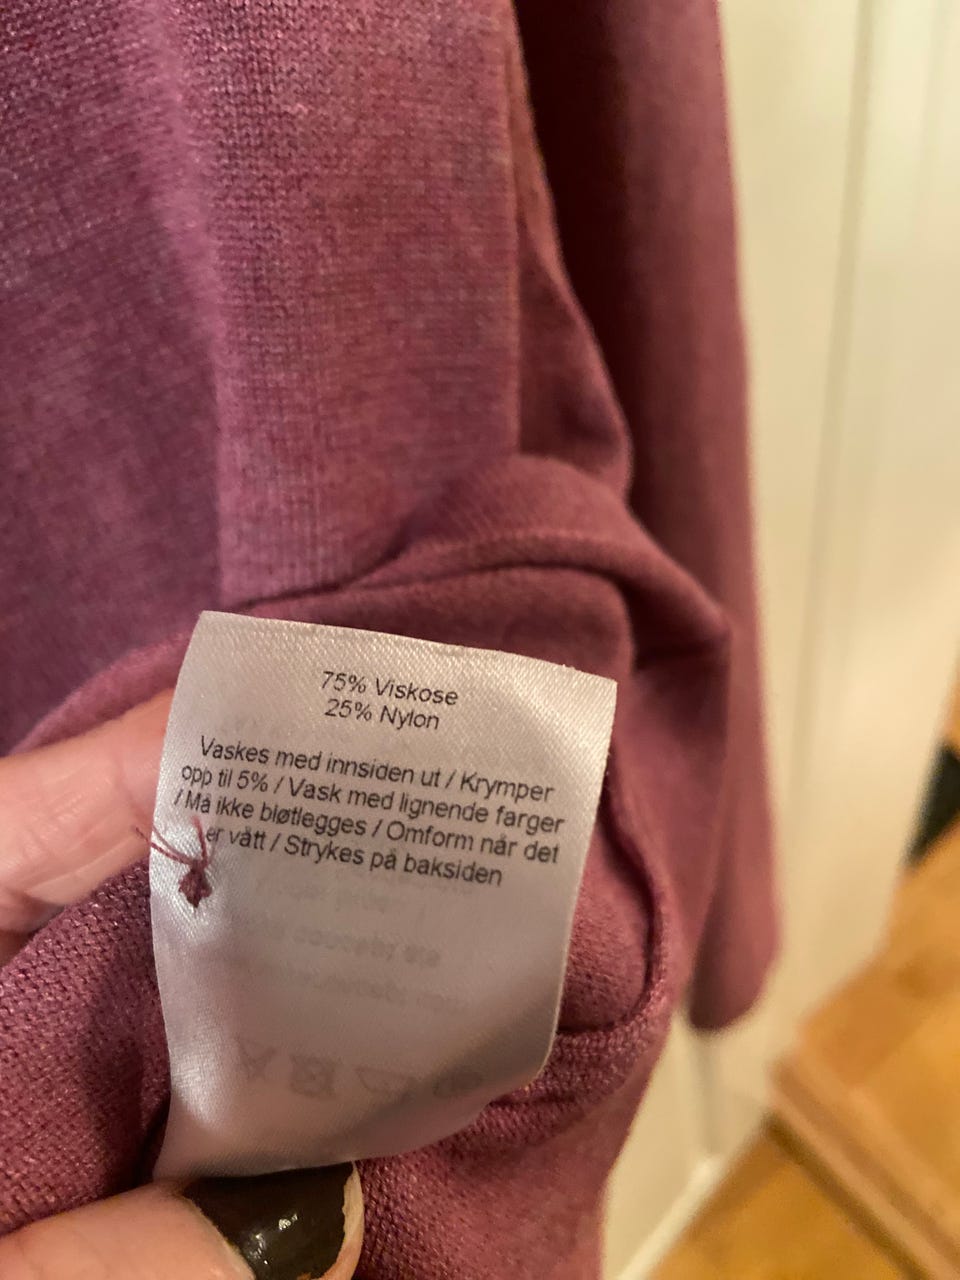 75% Viskose
25% Nylon
Vaskes med innsiden ut / Krymper
opp til 5% / Vask med lignende farger
/ Må ikke bløtlegges / Omform når det
er vått / Strykes på baksiden